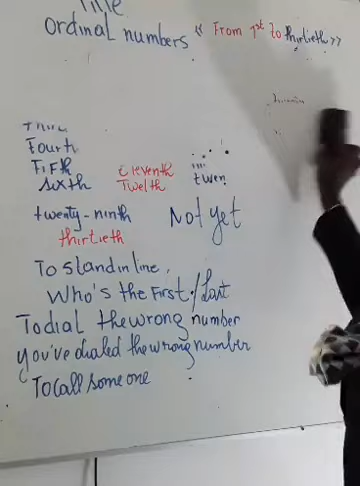 Title
Ordinal numbers « From 1st to thirtieth »
Third
Fourth
Fifth
sixth
Eleventh
Twelth
twen
twenty-ninth
thirtieth
Not yet
To stand in line.
Who's the First./Last
To dial the wrong number
you've dialed the wrong number
To call some one